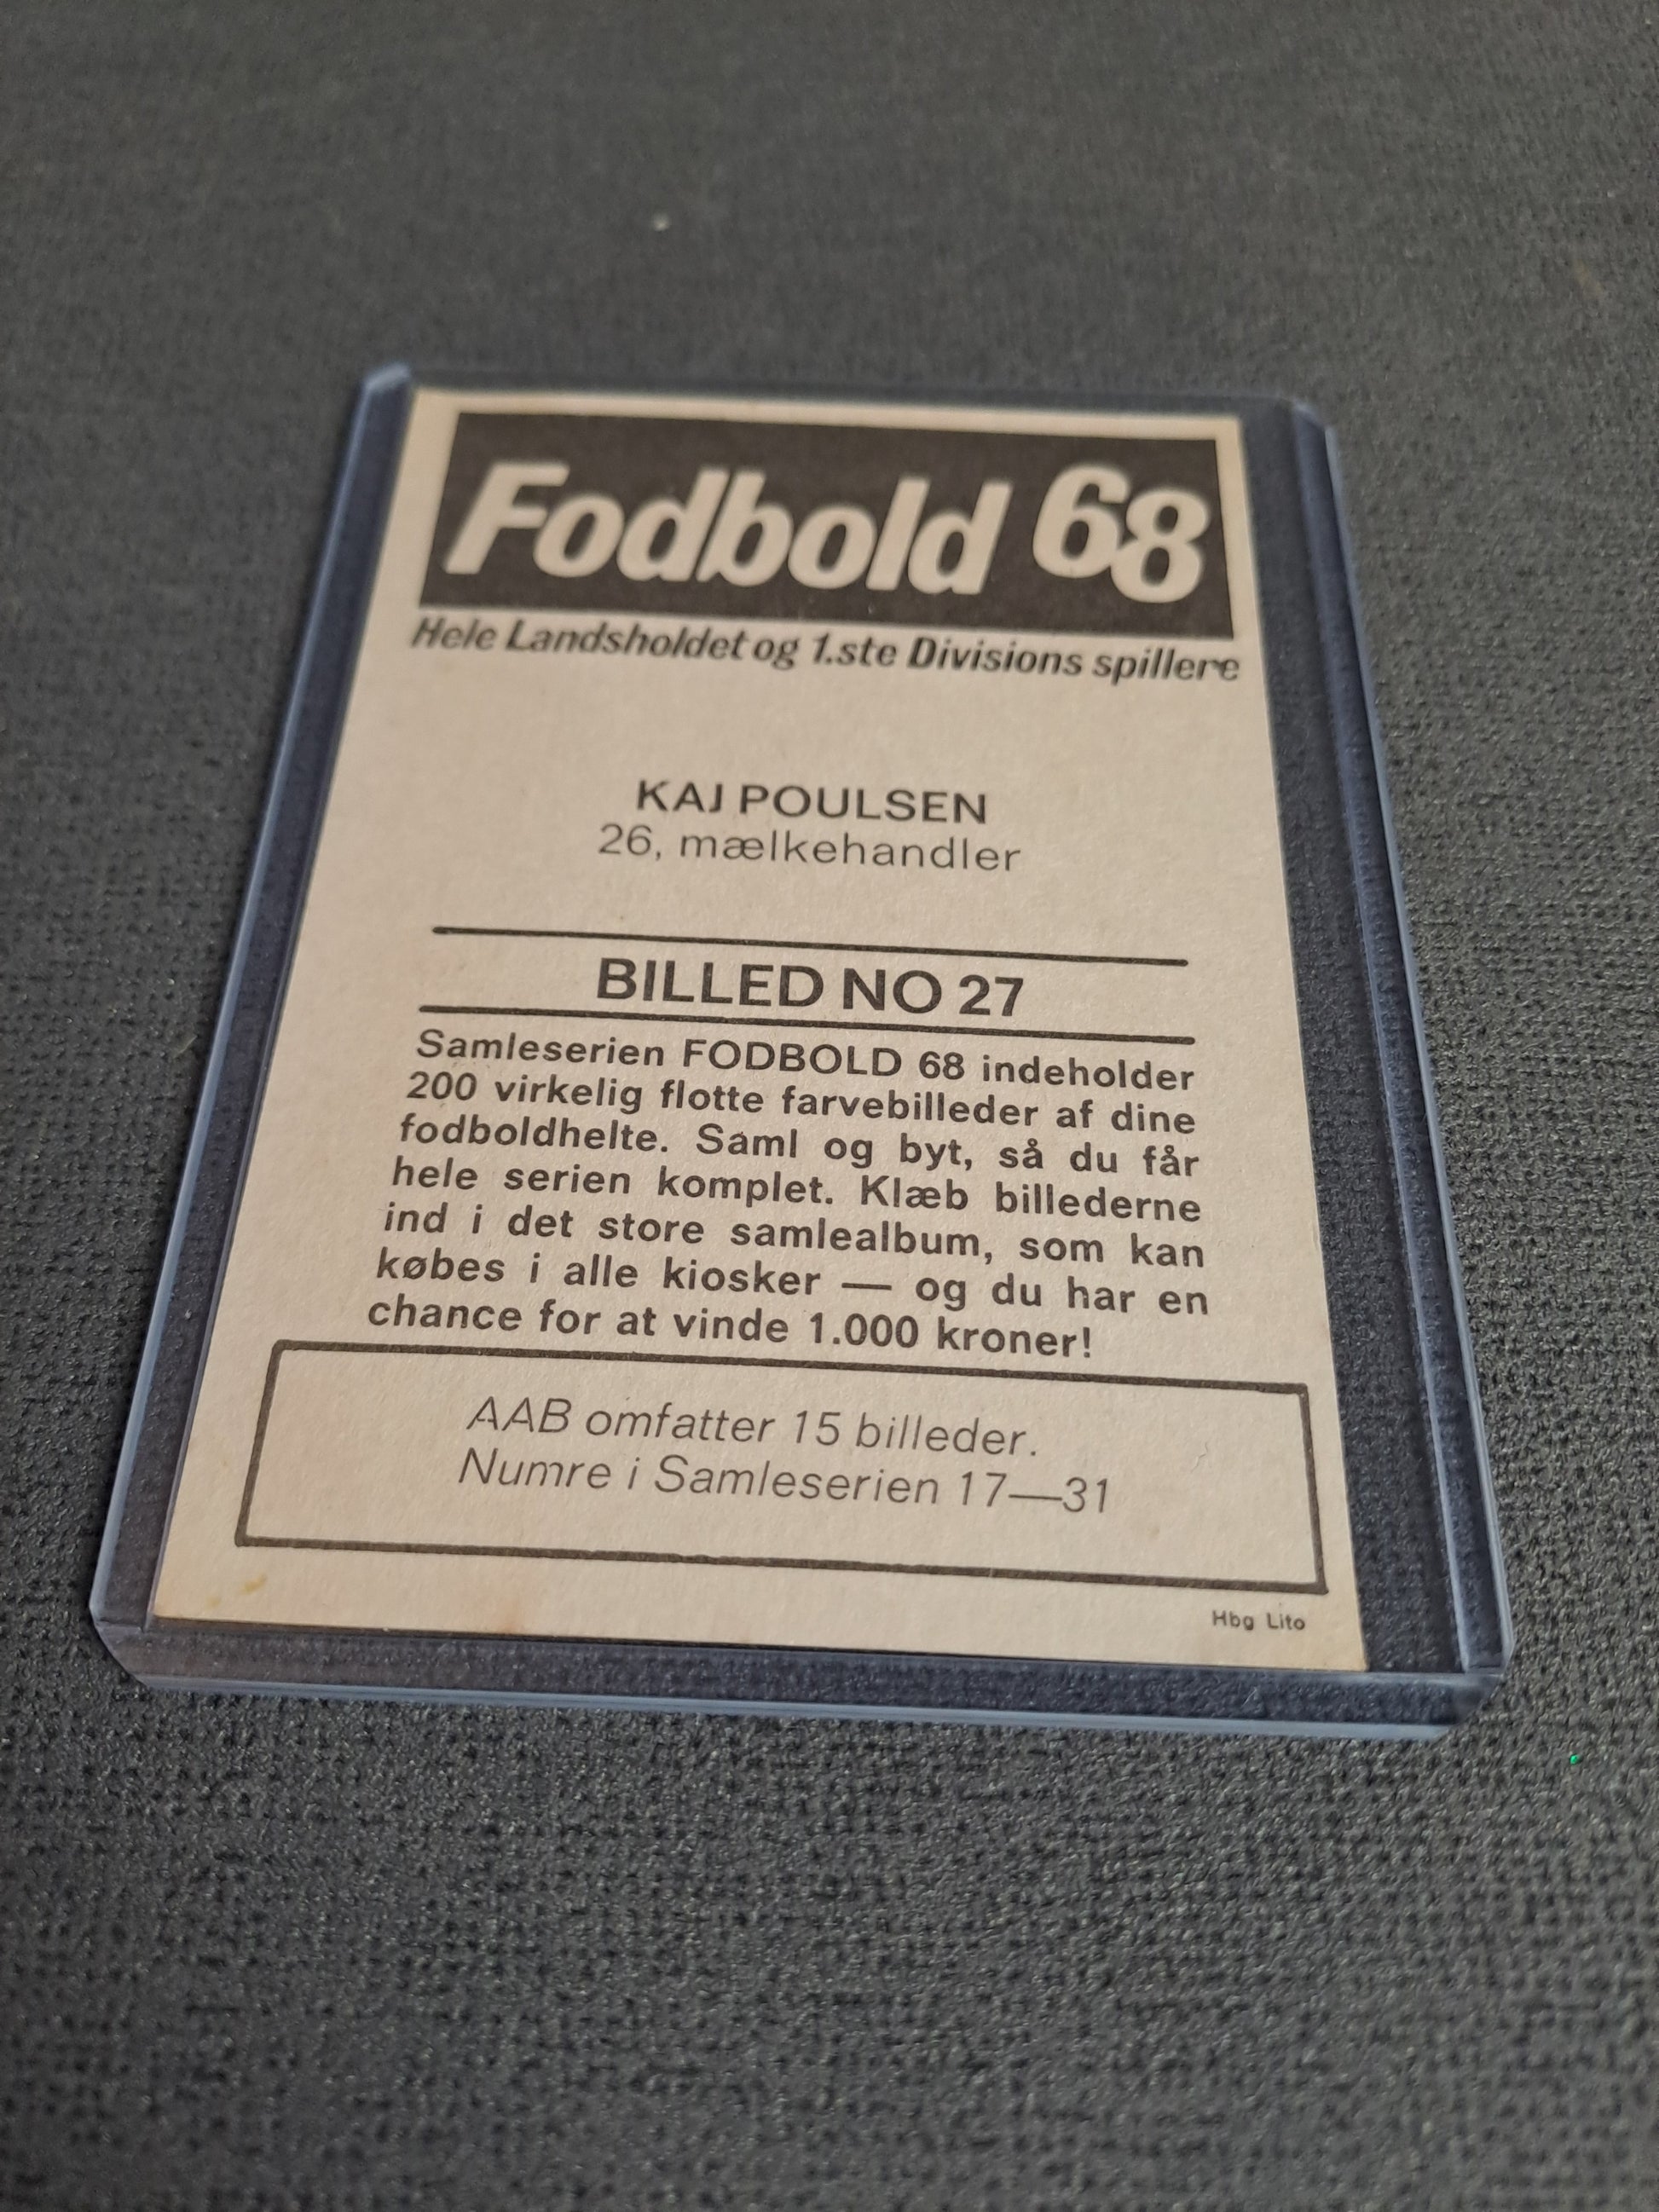 Fodbold 68
Hele Landsholdet og 1.ste Divisions spillere
KAJ POULSEN
26, mælkehandler
BILLED NO 27
Samleserien FODBOLD 68 indeholder
200 virkelig flotte farvebilleder af dine
fodboldhelte. Saml og byt, så du får
hele serien komplet. Klæb billederne
ind i det store samlealbum, som kan
købes i alle kiosker — og du har en
chance for at vinde 1.000 kroner!
AAB omfatter 15 billeder.
Numre i Samleserien 17—31
Hbg Lito